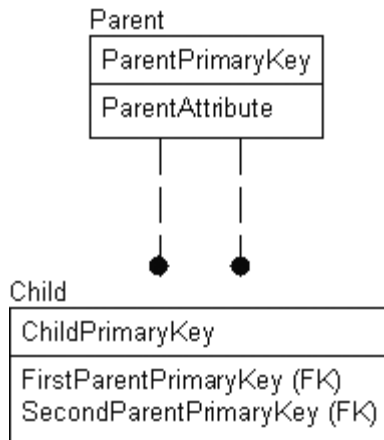 Parent
ParentPrimaryKey
ParentAttribute
Child
ChildPrimaryKey
FirstParentPrimaryKey (FK)
SecondParentPrimaryKey (FK)